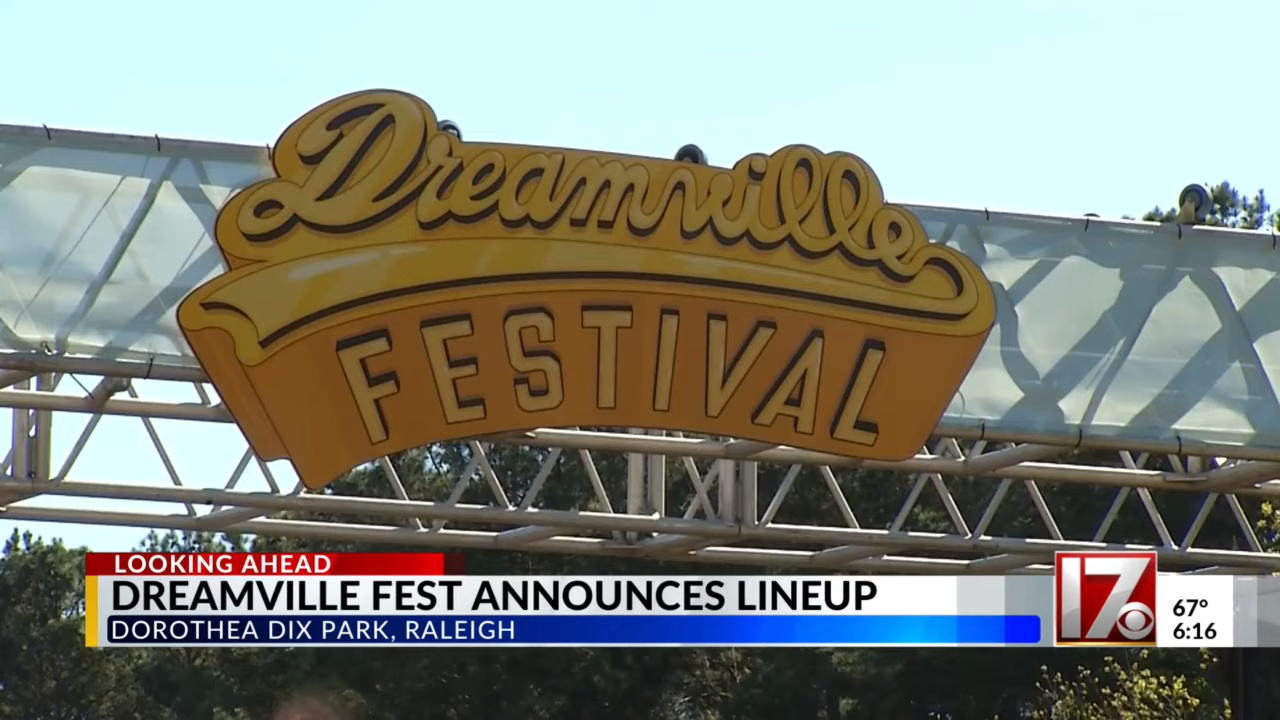 Dreamville
FESTIVAL
LOOKING AHEAD
DREAMVILLE FEST ANNOUNCES LINEUP
DOROTHEA DIX PARK, RALEIGH
17
67°
6:16